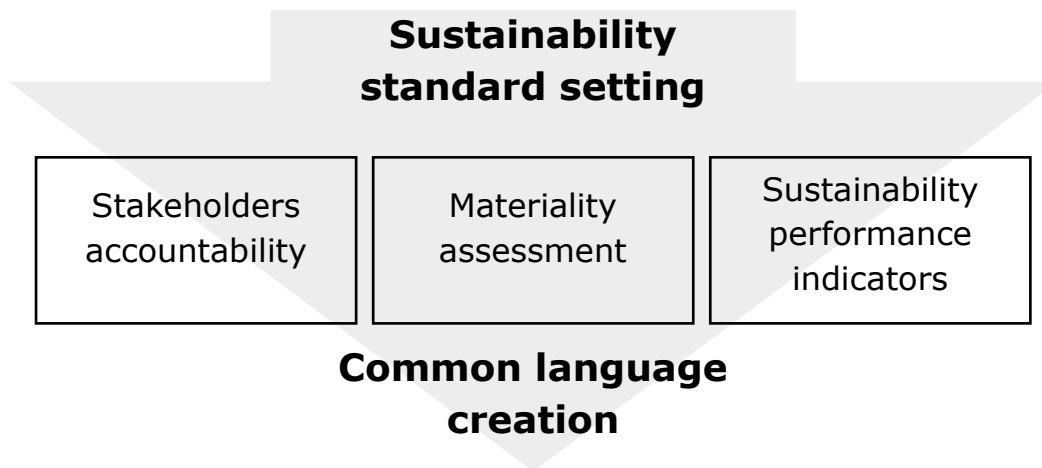 Sustainability
standard setting
Stakeholders
accountability
Materiality
assessment
Sustainability
performance
indicators
Common language
creation